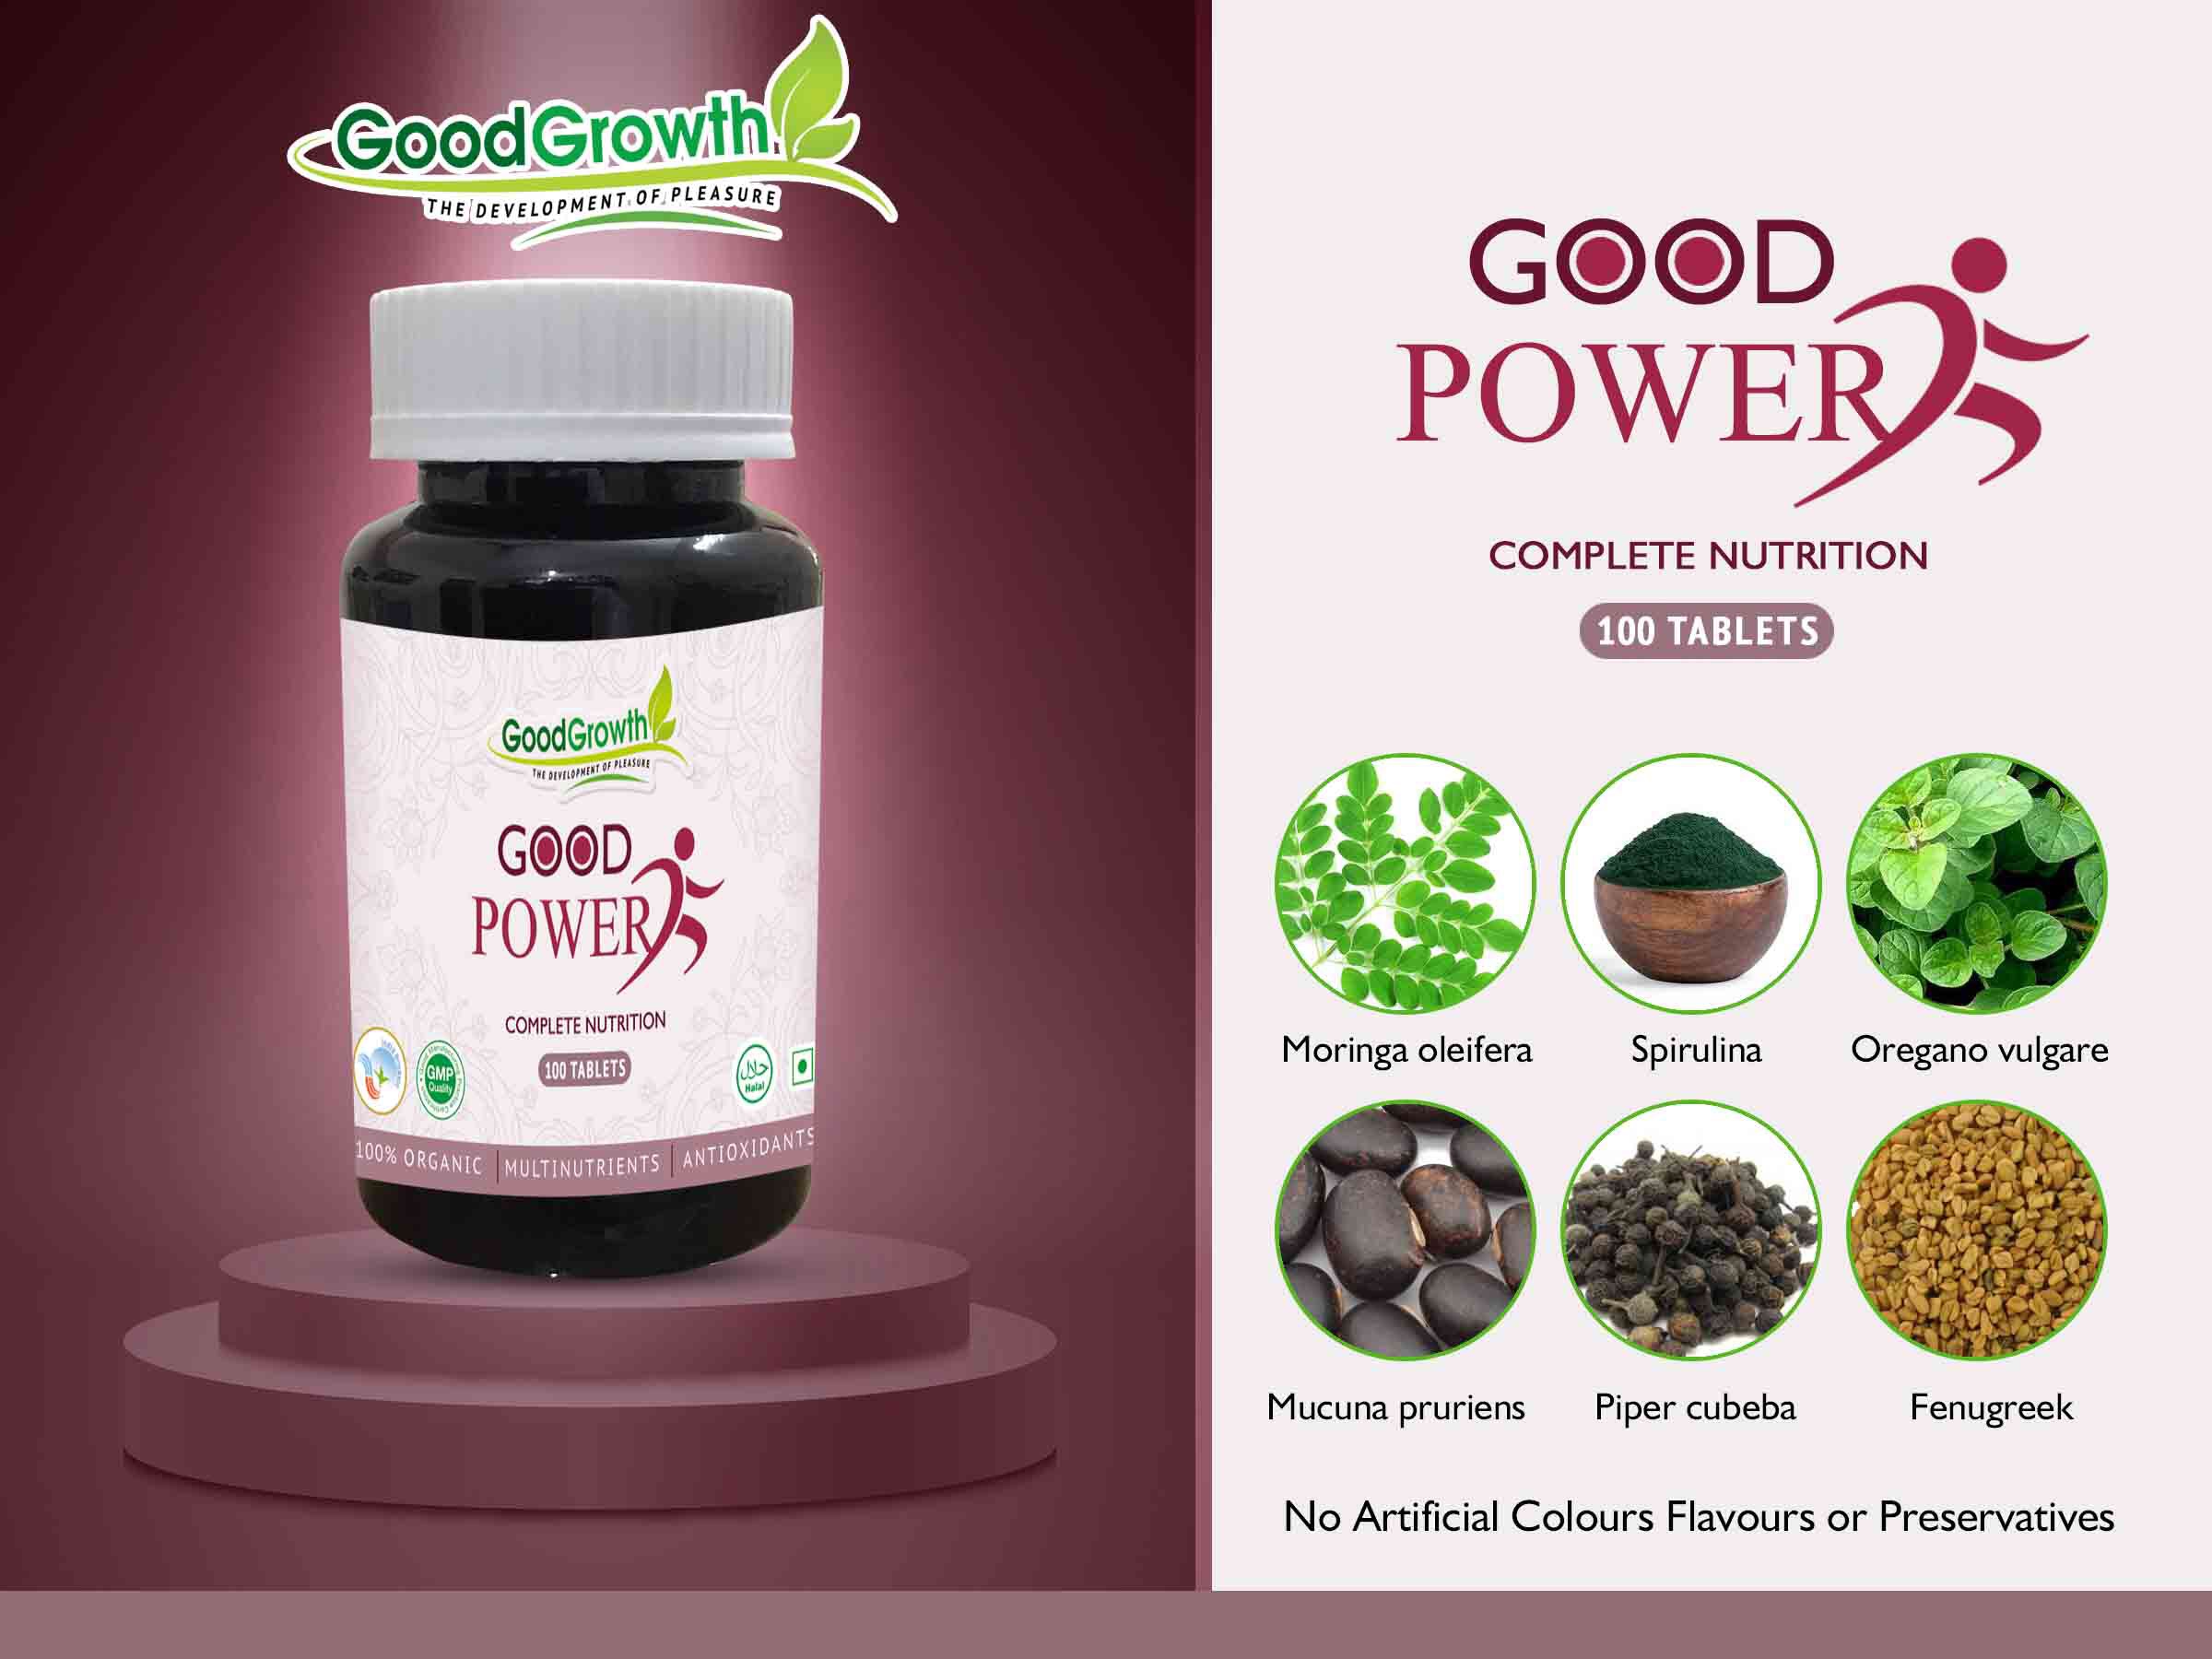 GoodGrowth
THE DEVELOPMENT OF PLEASURE
GoodGrowth
THE DEVELOPMENT OF PLEASURE
GOOD
POWER
COMPLETE NUTRITION
100 TABLETS
GMP
Quality
حلال
Halal
100% ORGANIC | MULTINUTRIENTS | ANTIOXIDANTS
GOOD
POWER
COMPLETE NUTRITION
100 TABLETS
Moringa oleifera
Spirulina
Oregano vulgare
Mucuna pruriens
Piper cubeba
Fenugreek
No Artificial Colours Flavours or Preservatives